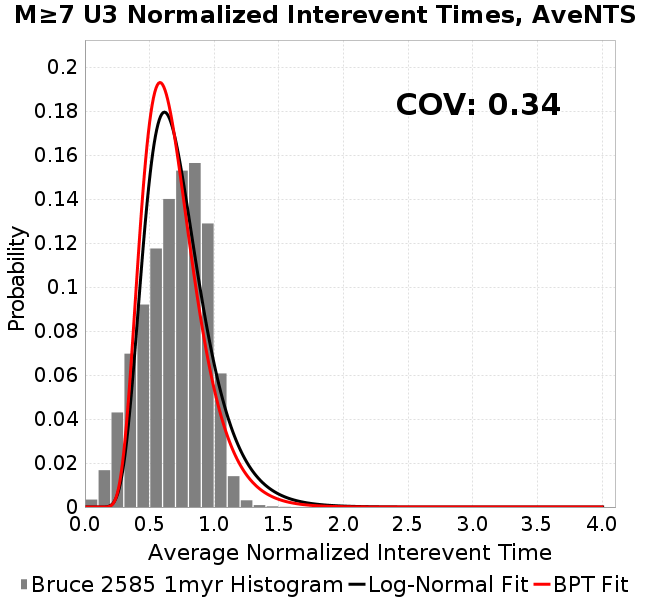 M≥7 U3 Normalized Interevent Times, AveNTS
COV: 0.34
Probability
0.2
0.18
0.16
0.14
0.12
0.1
0.08
0.06
0.04
0.02
0
0.0 0.5 1.0 1.5 2.0 2.5 3.0 3.5 4.0
Average Normalized Interevent Time
Bruce 2585 1myr Histogram Log-Normal Fit BPT Fit